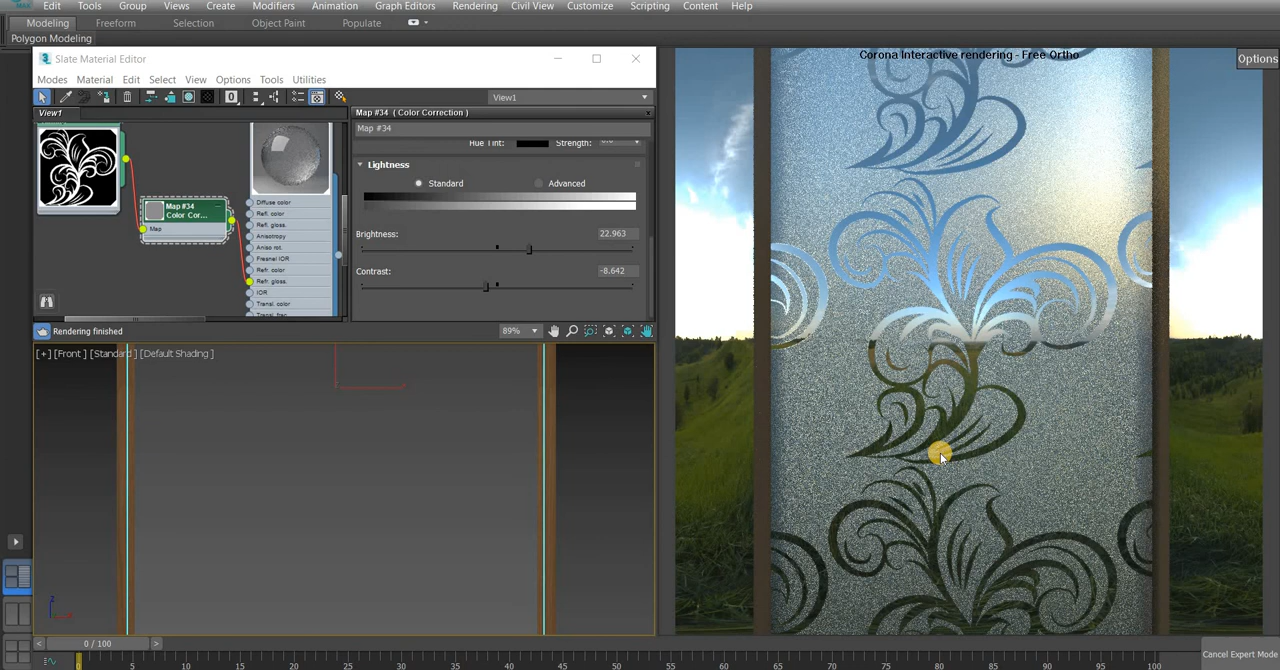 Edit Tools Group Views Create Modifiers Animation Graph Editors Rendering Civil View Customize Scripting Content Help
Modeling Freeform Selection Object Paint Populate
Polygon Modeling
Slate Material Editor
Corona Interactive rendering - Free Ortho
Options
Modes Material Edit Select View Options Tools Utilities
0
View1
View1
Map #34 ( Color Correction )
Map #34
Hue Tint: Strength:
Lightness
Standard Advanced
Brightness: 22.963
Contrast: -8.642
Map #34
Color Cor...
Map
Diffuse color
Refl. color
Refl. gloss.
Anisotropy
Aniso rot.
Fresnel IOR
Refr. color
Refr. gloss.
IOR
Transl. color
Rendering finished
89%
[+] [Front ] [Standard ] [Default Shading ]
z
< 0 / 100 >
0 5 10 15 20 25 30 35 40 45 50 55 60 65 70 75 80 85 90 95 100
Cancel Expert Mode